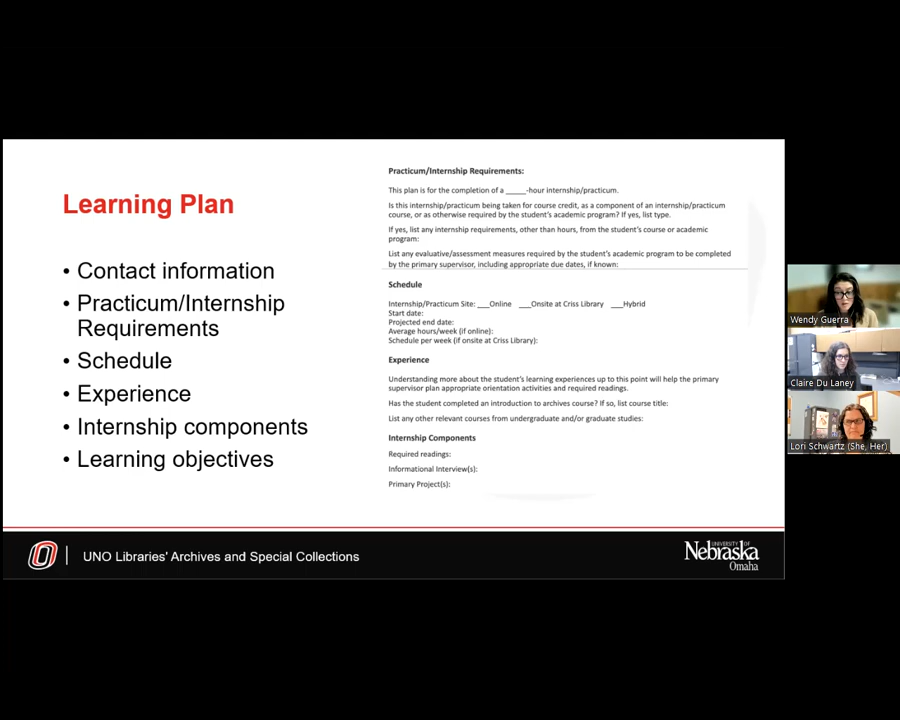 Learning Plan
• Contact information
• Practicum/Internship
Requirements
• Schedule
• Experience
• Internship components
• Learning objectives
Practicum/Internship Requirements:
This plan is for the completion of a _____-hour internship/practicum.
Is this internship/practicum being taken for course credit, as a component of an internship/practicum
course, or as otherwise required by the student's academic program? If yes, list type.
If yes, list any internship requirements, other than hours, from the student's course or academic
program:
List any evaluative/assessment measures required by the student's academic program to be completed
by the primary supervisor, including appropriate due dates, if known:
Schedule
Internship/Practicum Site: ___Online ___Onsite at Criss Library ___Hybrid
Start date:
Projected end date:
Average hours/week (if online):
Schedule per week (if onsite at Criss Library):
Experience
Understanding more about the student's learning experiences up to this point will help the primary
supervisor plan appropriate orientation activities and required readings.
Has the student completed an introduction to archives course? If so, list course title:
List any other relevant courses from undergraduate and/or graduate studies:
Internship Components
Required readings:
Informational Interview(s):
Primary Project(s):
Wendy Guerra
Claire Du Laney
Lori Schwartz (She, Her)
O
UNO Libraries' Archives and Special Collections
UNIVERSITY OF
Nebraska
Omaha